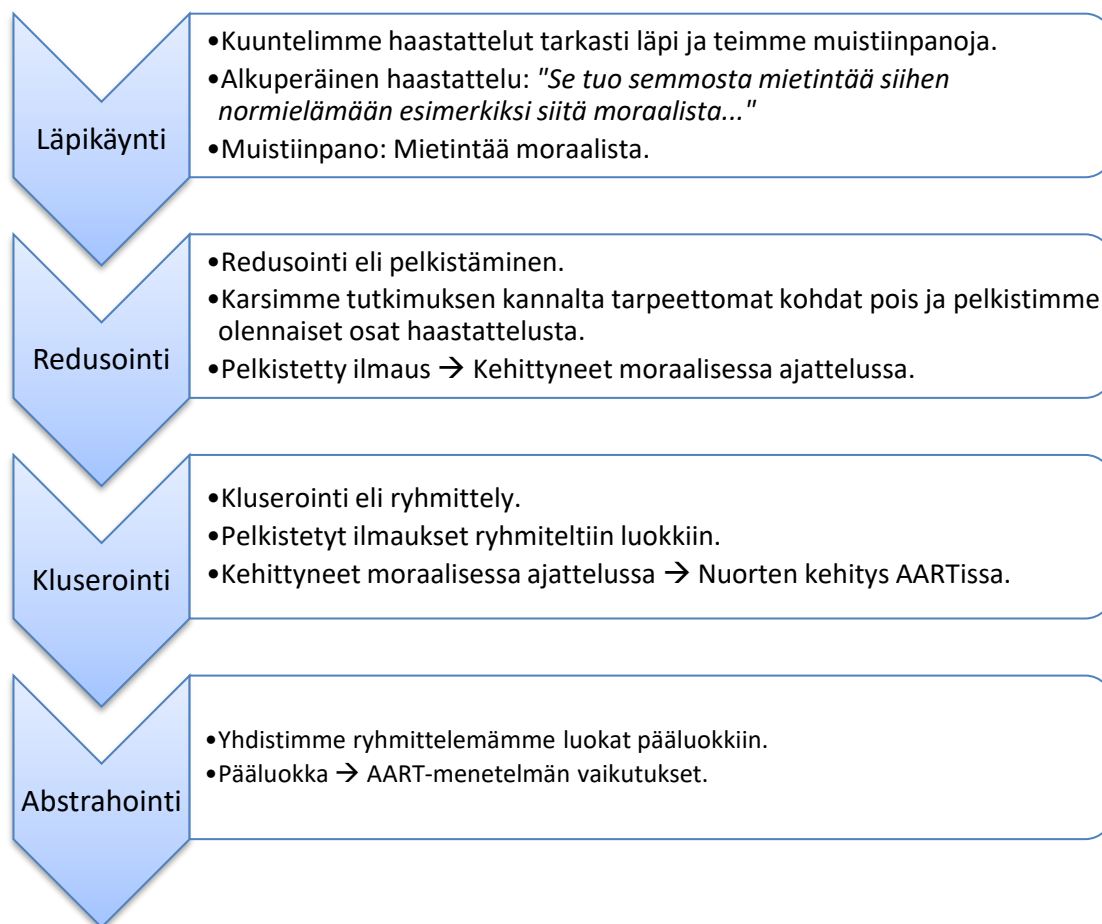 Läpikäynti
•Kuuntelimme haastattelut tarkasti läpi ja teimme muistiinpanoja.
•Alkuperäinen haastattelu: "Se tuo semmosta mietintää siihen
normielämään esimerkiksi siitä moraalista..."
•Muistiinpano: Mietintää moraalista.
Redusointi
•Redusointi eli pelkistäminen.
•Karsimme tutkimuksen kannalta tarpeettomat kohdat pois ja pelkistimme
olennaiset osat haastattelusta.
•Pelkistetty ilmaus → Kehittyneet moraalisessa ajattelussa.
Kluserointi
•Kluserointi eli ryhmittely.
•Pelkistetyt ilmaukset ryhmiteltiin luokkiin.
•Kehittyneet moraalisessa ajattelussa → Nuorten kehitys AARTissa.
Abstrahointi
•Yhdistimme ryhmittelemämme luokat pääluokkiin.
•Pääluokka → AART-menetelmän vaikutukset.